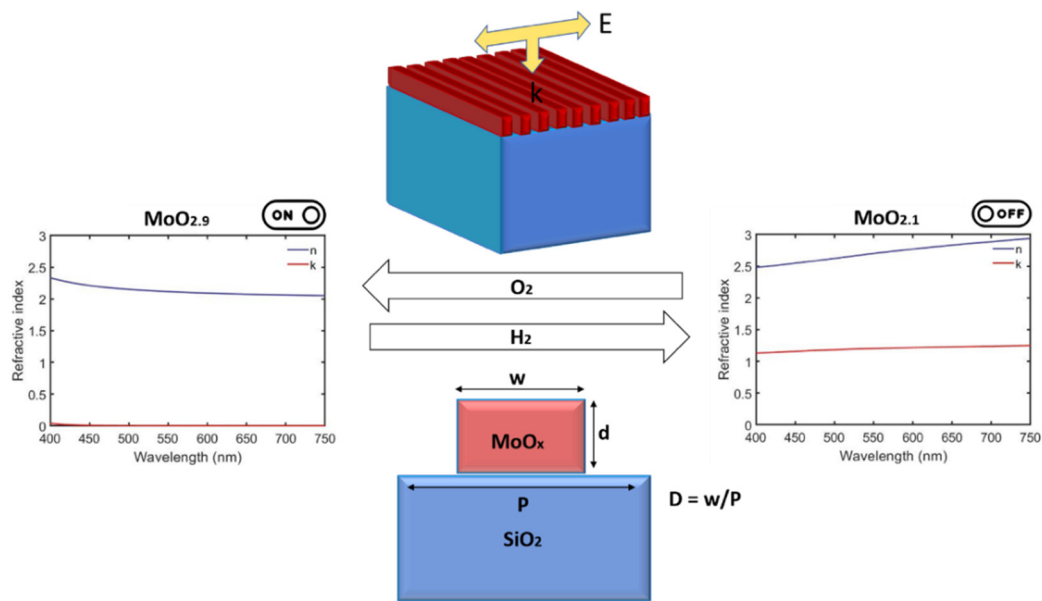 E
k
MoO2.9
ON
3
2.5
2
1.5
1
0.5
0
Refractive index
n
k
400 450 500 550 600 650 700 750
Wavelength (nm)
O2
H2
MoO2.1
OFF
3
2.5
2
1.5
1
0.5
0
Refractive index
n
k
400 450 500 550 600 650 700 750
Wavelength (nm)
w
MoOx
d
P
D = w/P
SiO2